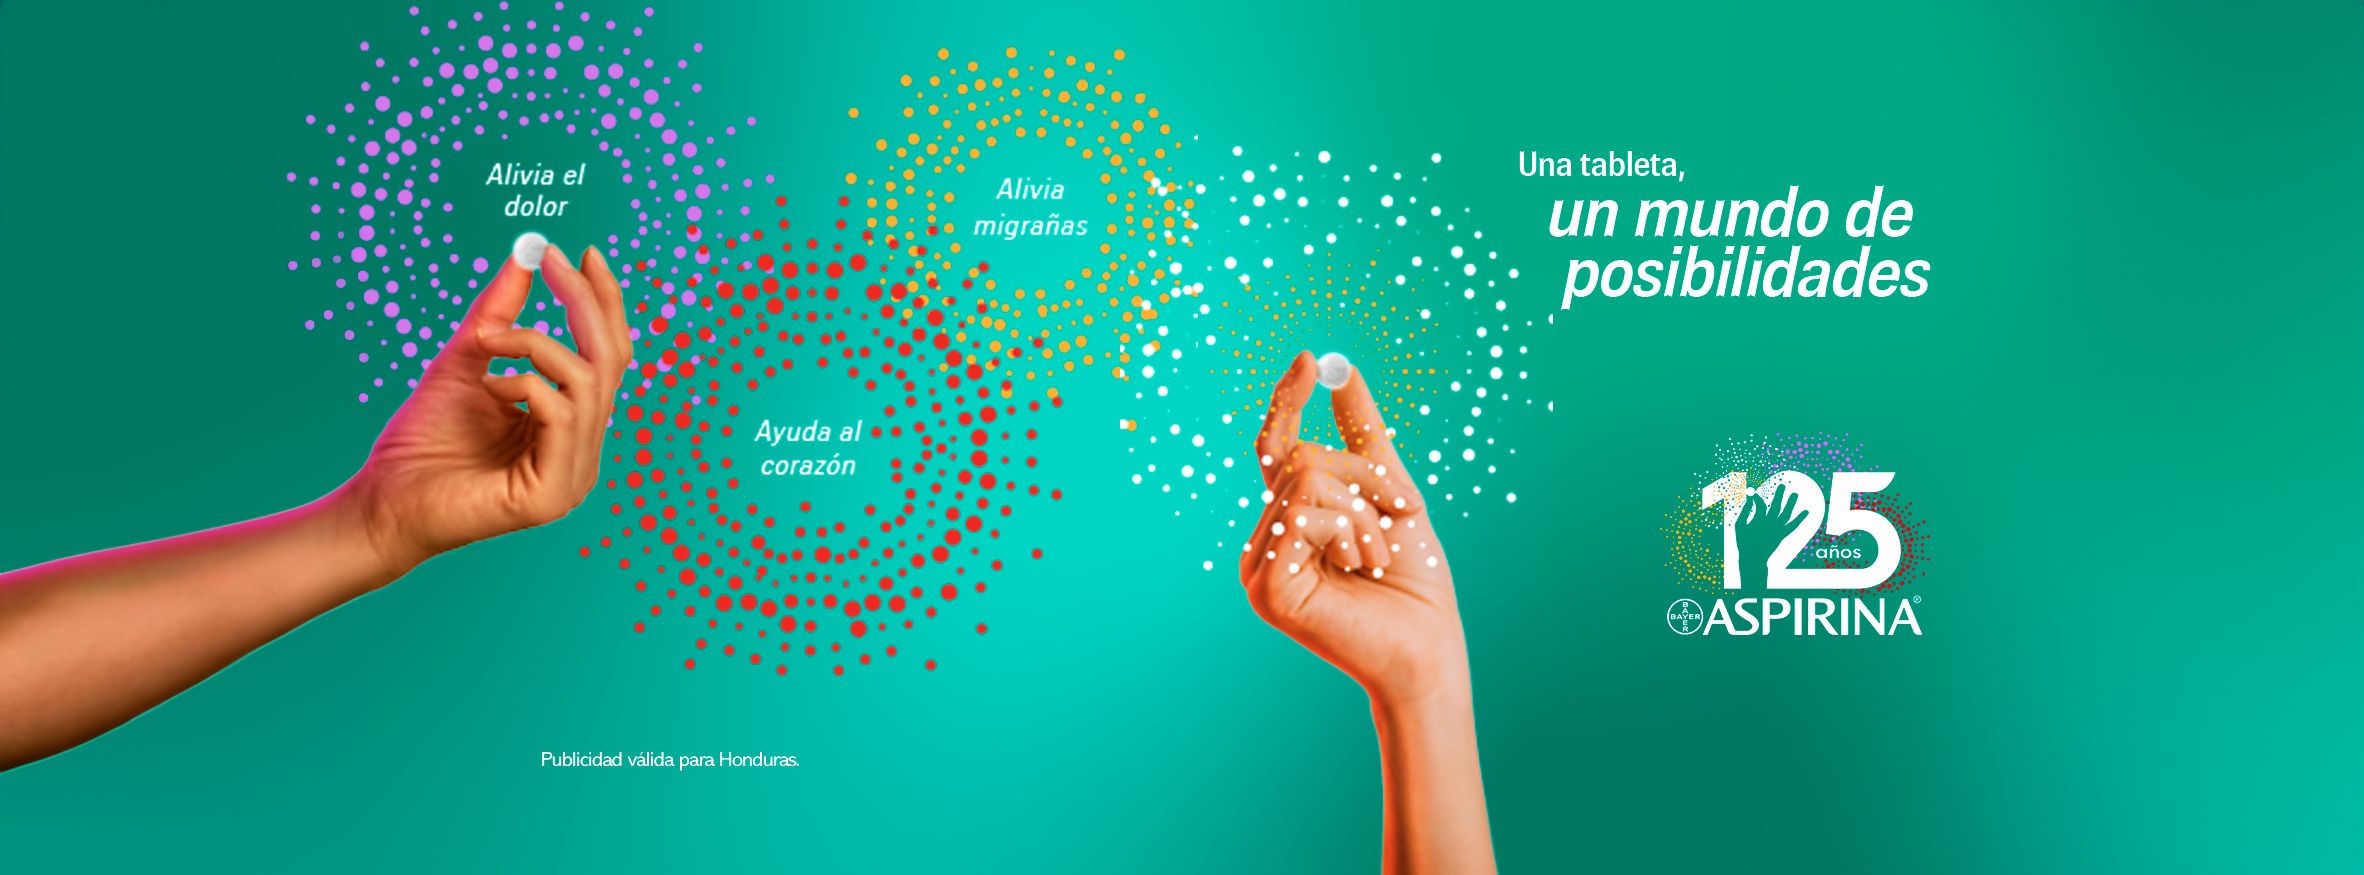 Alivia el
dolor
Alivia
migrañas
Ayuda al
corazón
Una tableta,
un mundo de
posibilidades
125
años
BAYER
BAYER
ASPIRINA®
Publicidad válida para Honduras.